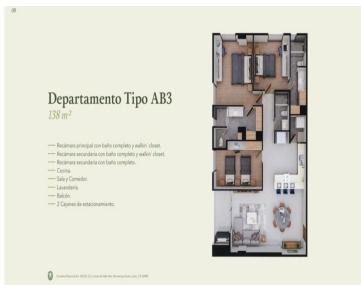 Departamento Tipo AB3
138 m²
— Recámara principal con baño completo y walkin´ closet.
— Recámara secundaria con baño completo y walkin´ closet.
— Recámara secundaria con baño completo.
— Cocina.
— Sala y Comedor.
— Lavandería.
— Balcón.
— 2 Cajones de estacionamiento.